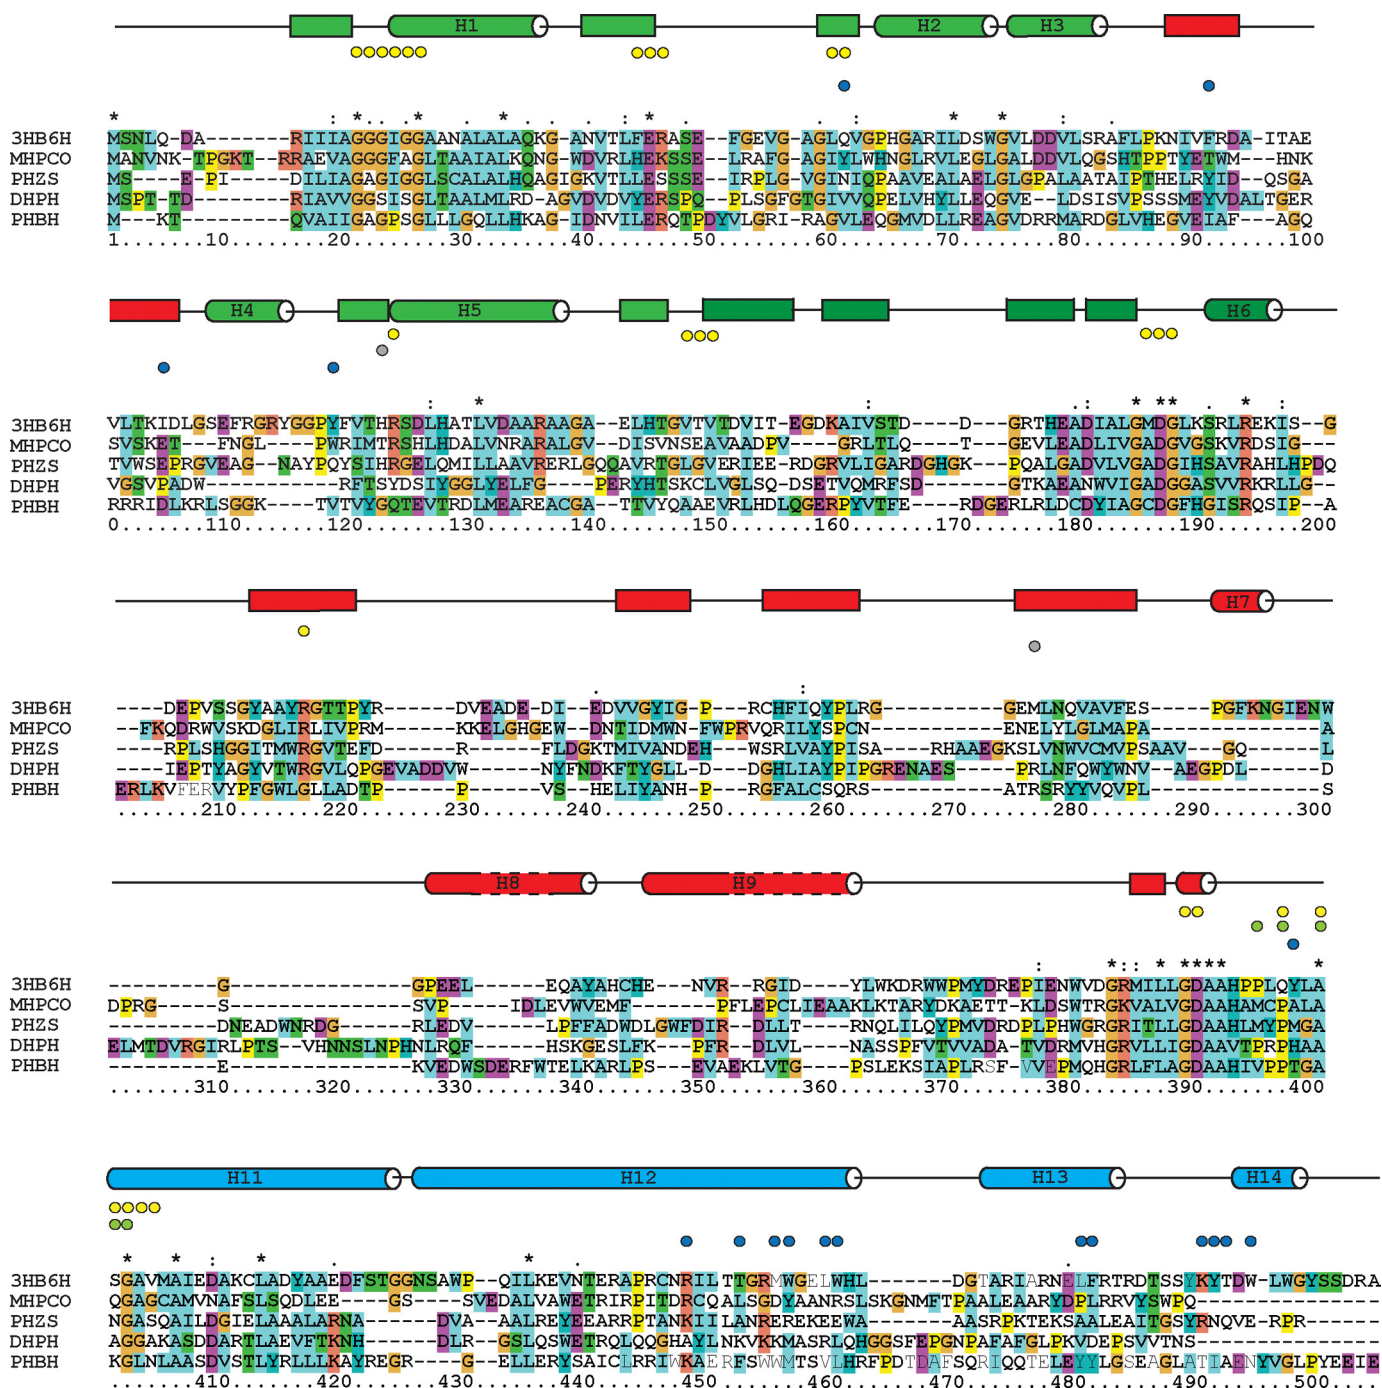 H1 H2 H3
* : * . . * * : . . : * . : * * : .
3HB6H MSNLQ-DA-------RIIIAGGGIGGAANALALAQKG-ANVTLFERASE--FGEVG-AGLQVGPHGARILDSWGVLDDVLSRAFLPKNIVFRDA-ITAE
MHPCO MANVNK-TPGKT--RRAEVAGGGFAGLTAAIALKQNG-WDVRLHEKSSE--LRAFG-AGIYLWHNGLRVLEGLGALDDVLQGSHTPPTYETWM---HNK
PHZS MS---E-PI-----DILIAGAGIGGLSCALALHQAGIGKVTLLESSSE--IRPLG-VGINIQPAAVEALAELGLGPALAATAIPTHELRYID--QSGA
DHPH MSPT-TD------RIAVVGGSISGLTAALMLRD-AGVDVDVYERSPQ--PLSGFGTGIVVQPELVHYLLEQGVE--LDSISVPSSSMEYVDALTGER
PHBH M--KT---------QVAIIGAGPSGLLLGQLLHKAG-IDNVILERQTPDYVLGRI-RAGVLEQGMVDLLREAGVDRRMARDGLVHEGVEIAF---AGQ
1.......10........20........30........40........50........60........70........80........90.......100
H4 H5 H6
: * : . : * ** . * .
3HB6H VLTKIDLGSEFRGRYGGPYFVTHRSDLHATLVDAARAAGA--ELHTGVTVTDVIT-EGDKAIVSTD----D---GRTHEADIALGMDGLKSRLREKIS--G
MHPCO SVSKET---FNGL----PWRIMTRSHLHDALVNRARALGV--DISVNSEAVAADPV----GRLTLQ----T---GEVLEADLIVGADGVGSKVRDSIG---
PHZS TVWSEPRGVEAG--NAYPQYSIHRGELQMILLAAVRERLGQQAVRTGLGVERIEE-RDGRVLIGARDGHGK---PQALGADVLVGADGIHSAVRAHLHPDQ
DHPH VGSVPADW-----------RFTSYDSIYGGLYELFG----PERYHTSKCLVGLSQ-DSETVQMRFSD-------GTKAEANWVIGADGGASVVRKRLLG--
PHBH RRRIDLKRLSGGK----TVTVYGQTEVTRDLMEAREACGA--TTVYQAAEVRLHDLQGERPYVTFE----RDGERLRLDCDYIAGCDGFHGISRQSIP--A
0.......110.......120.......130.......140.......150.......160.......170.......180.......190.......200
H7
. :
3HB6H ----DEPVSSGYAAYRGTTPYR------DVEADE-DI--EDVVGYIG-P---RCHFIQYPLRG----------GEMLNQVAVFES-----PGFKNGIENW
MHPCO --FKQDRWVSKDGLIRLIVPRM------KKELGHGEW--DNTIDMWN-FWPRVQRILYSPCN-----------ENELYLGLMAPA---------------A
PHZS ----RPLSHGGITMWRGVTEFD------R------FLDGKTMIVANDEH---WSRLVAYPISA----RHAAEGKSLVNWVCMVPSAAV---GQ-------L
DHPH ----IEPTYAGYVTWRGVLQPGEVADDVW------NYFNDKFTYGLL-D---DGHLIAYPIPGRENAES-----PRLNFQWYWNV--AEGPDL-------D
PHBH ERLKVFERVYPFGWLGLLADTP------P-------VS--HELIYANH-P--RGFALCSQRS-----------ATRSRYYVQVPL---------------S
.........210.......220.......230.......240.......250.......260.......270.......280.......290.......300
H8 H9
: * : : * **** *
3HB6H ---------G---------------GPEEL------EQAYAHCHE---NVR--RGID----YLWKDRWWPMYDREPIENWVDGRMILLGDAAHPPLQYLA
MHPCO DPRG-----S---------------SVP-----IDLEVWVEMF-------PFLEPCLIEAAKLKTARYDKAETT-KLDSWTRGKVALVGDAAHAMCPALA
PHZS ----------DNEADWNRDG------RLEDV------LPFFADWDLGWFDIR--DLLT----RNQLILQYPMVDRDPLPHWGRGRITLLGDAAHLMYPMGA
DHPH ELMTDVRGIRLPTS--VHNNSLNPHNLRQF-------HSKGESLFK--PFR--DLVL----NASSPFVTVVADA-TVDRMVHGRVLLIGDAAVTPRPHAA
PHBH ---------E---------------KVEDWSDERFWTELKARLPS--EVAEKLVTG----PSLEKSIAPLRSF-VVEPMQHGRLFLAGDAAHIVPPTGA
.......310.......320.......330.......340.......350.......360.......370.......380.......390.......400
H11 H12 H13 H14
* * : * . * . .
3HB6H SGAVMAIEDAKCLADYAAEDFSTGGNSAWP--QILKEVNTERAPRCNRILTTGRMWGELWHL-------DGTARIARNELFRTRDTSSYKYTDW-LWGYSSDRA
MHPCO QGAGCAMVNAFSLSQDLEE----GS----SVEDALVAWETRIRPITDRCQALSGDYAANRSLSKGNMFTPAALEAARYDPLRRVYSWPQ---------------
PHZS NGASQAILDGIELAAALARNA------DVA--AALREYEEARRPTANKIILANREREKEEWA-------AASRPKTEKSAALEAITGSYRNQVE-RPR------
DHPH AGGAKASDDARTLAEVFTKNH------DLR--GSLQSWETRQLQQGHAYLNKVKKMASRLQHGGSFEPGNPAFAFGLPKVDEPSVVTNS---------------
PHBH KGLNLAASDVSTLYRLLLKAYREGR----G--ELLERYSAICLRRIWKAERFSWWMTSVLHRFPDTDAFSQRIQQTELEYYLGSEAGLATIAENYVGLPYEEIE
........410.......420.......430.......440.......450.......460.......470.......480.......490.......500....